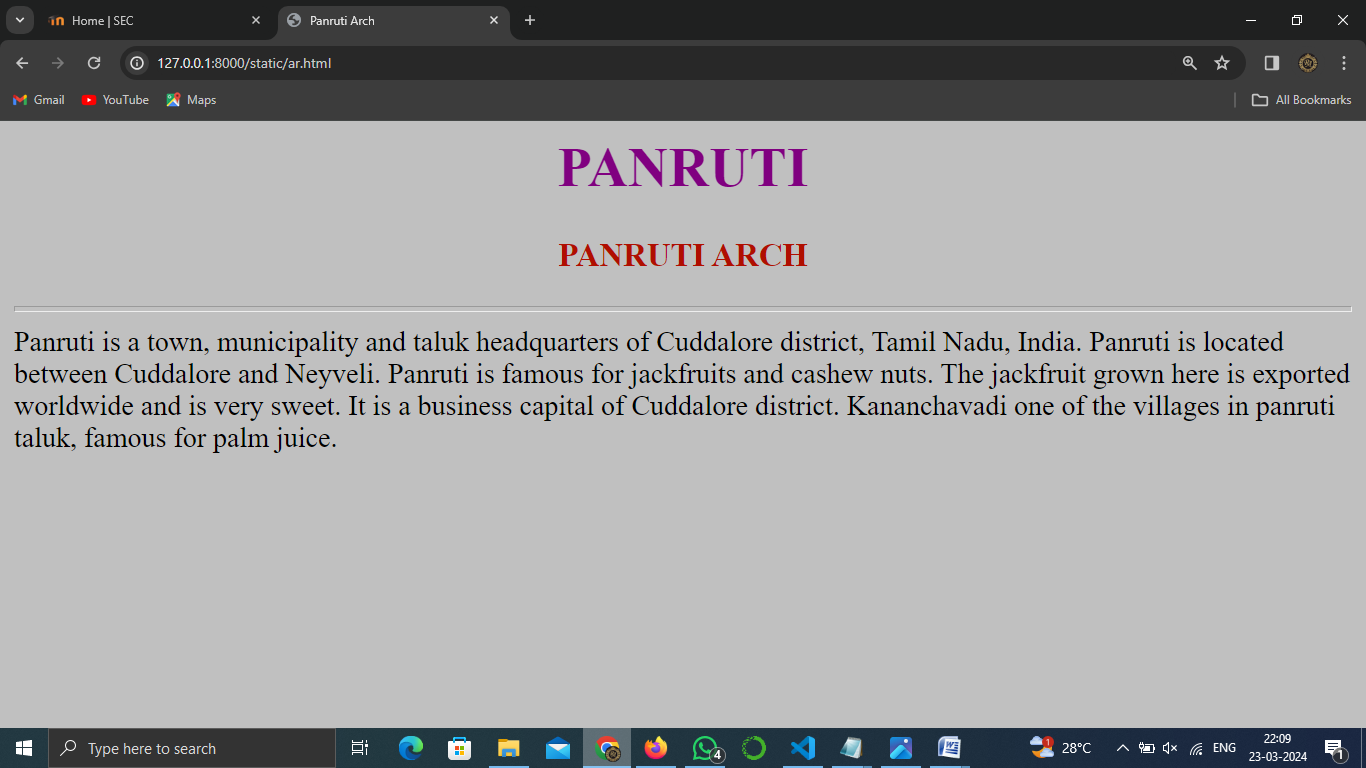 Home | SEC
Panruti Arch
127.0.0.1:8000/static/ar.html
Gmail
YouTube
Maps
All Bookmarks
PANRUTI
PANRUTI ARCH
Panruti is a town, municipality and taluk headquarters of Cuddalore district, Tamil Nadu, India. Panruti is located
between Cuddalore and Neyveli. Panruti is famous for jackfruits and cashew nuts. The jackfruit grown here is exported
worldwide and is very sweet. It is a business capital of Cuddalore district. Kananchavadi one of the villages in panruti
taluk, famous for palm juice.
Type here to search
4
1
28°C
ENG
22:09
23-03-2024
1